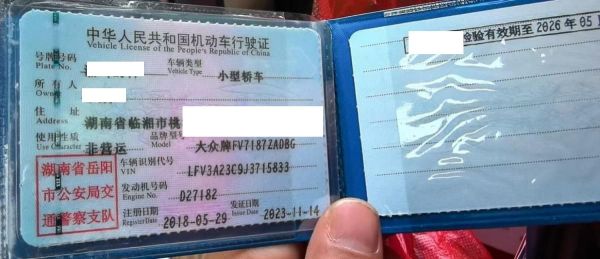 中华人民共和国机动车行驶证
Vehicle License of the People's Republic of China
号牌号码
Plate No.
车辆类型
Vehicle Type
小型轿车
所有人
Owner
住址
Address
湖南省临湘市桃
使用性质
Use Character
非营运
品牌型号
大众牌FV7187ZADBG
湖南省岳阳
市公安局交
通警察支队
车辆识别代号
VIN
LFV3A23C9J3715833
发动机号码
Engine No.
D27182
注册日期
Register Date
2018-05-29
发证日期
Issue Date
2023-11-14
检验有效期至 2026年05月